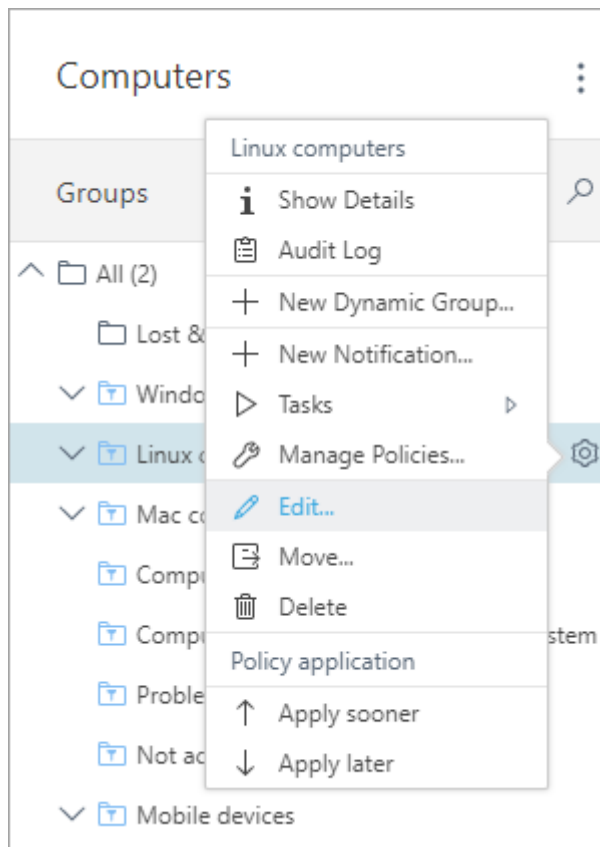 Computers
Linux computers
Groups
Show Details
Audit Log
All (2)
New Dynamic Group...
Lost &
New Notification...
Windo
Tasks
Linux
Manage Policies...
Mac co
Edit...
Move...
Compu
Delete
Compu
stem
Policy application
Proble
Apply sooner
Not ac
Apply later
Mobile devices